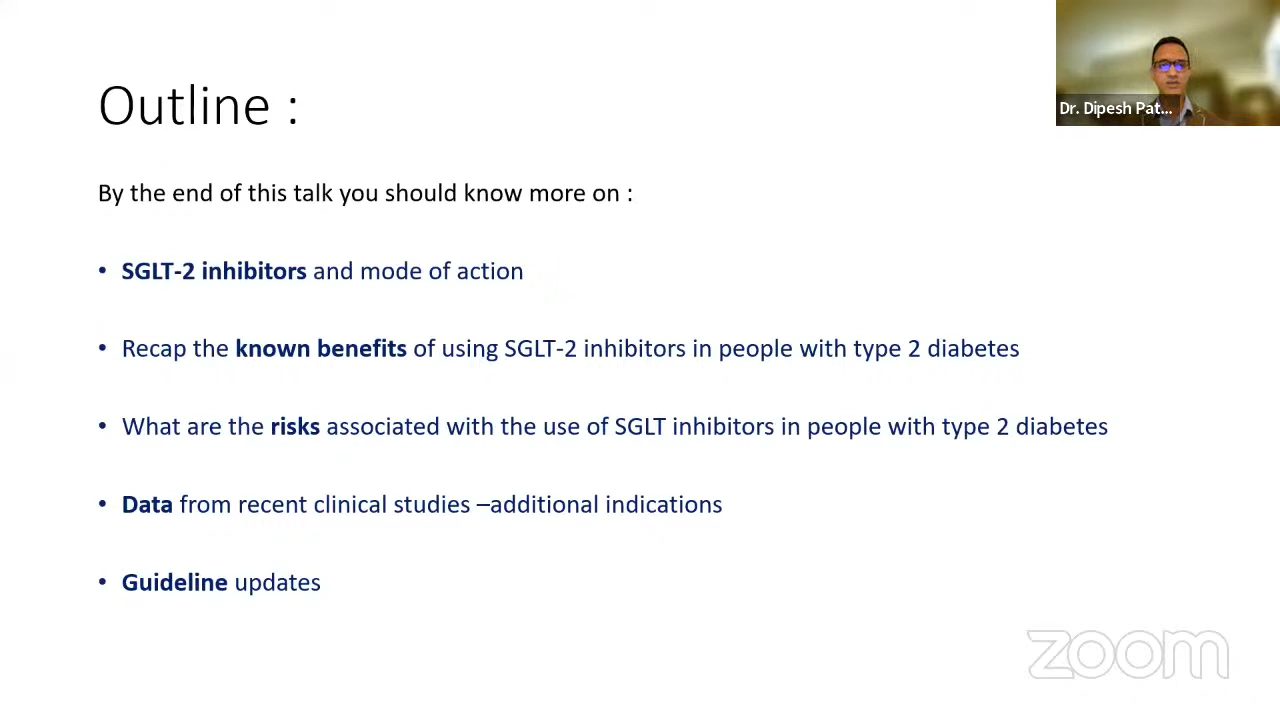 Outline :
Dr. Dipesh Pat...
By the end of this talk you should know more on :
• SGLT-2 inhibitors and mode of action
• Recap the known benefits of using SGLT-2 inhibitors in people with type 2 diabetes
• What are the risks associated with the use of SGLT inhibitors in people with type 2 diabetes
• Data from recent clinical studies –additional indications
• Guideline updates
zoom